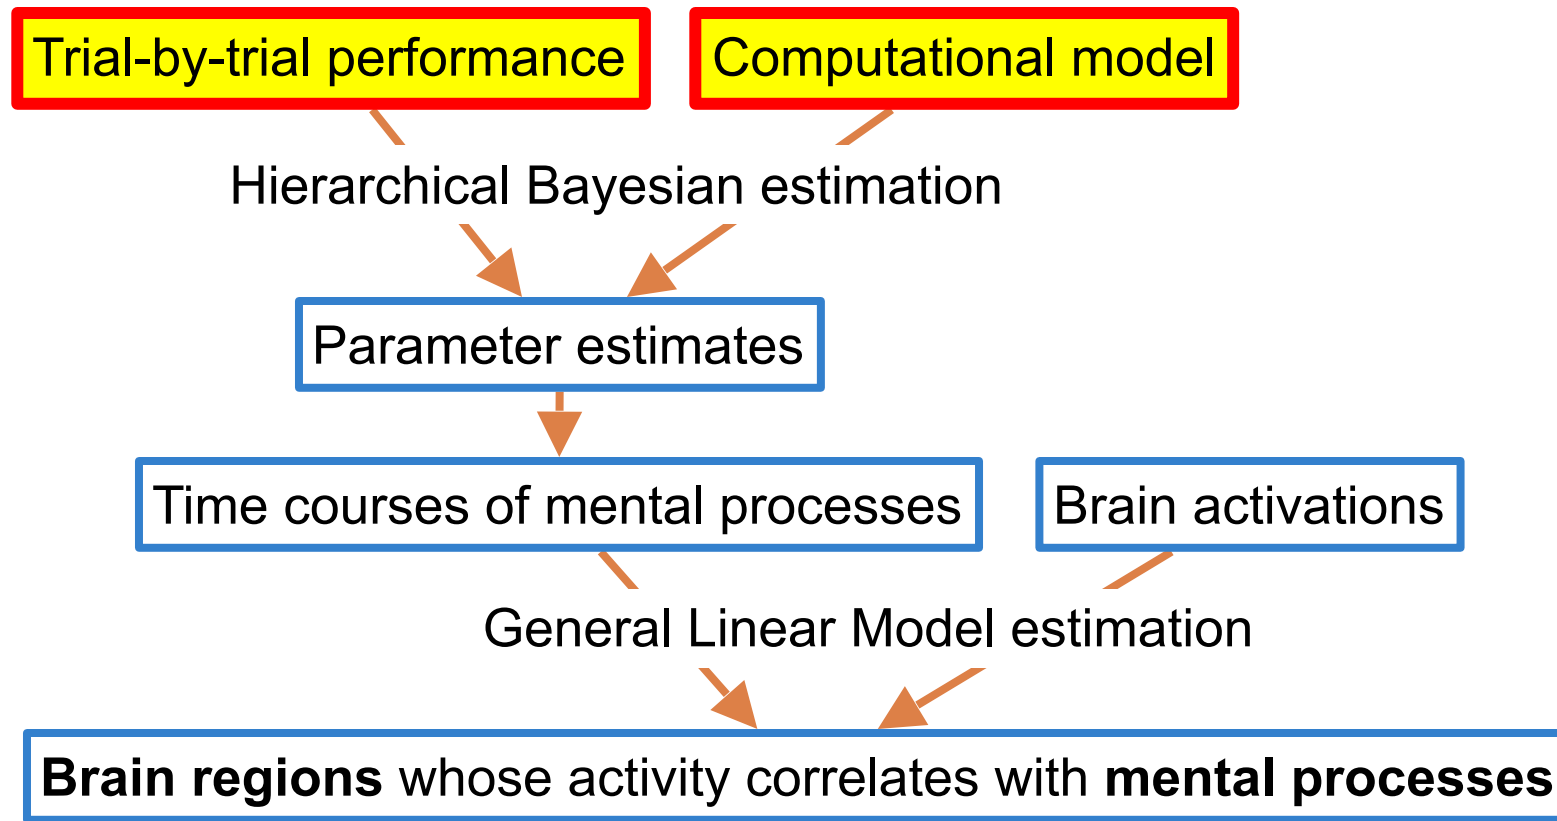 Trial-by-trial performance
Computational model
Hierarchical Bayesian estimation
Parameter estimates
Time courses of mental processes
Brain activations
General Linear Model estimation
Brain regions whose activity correlates with mental processes